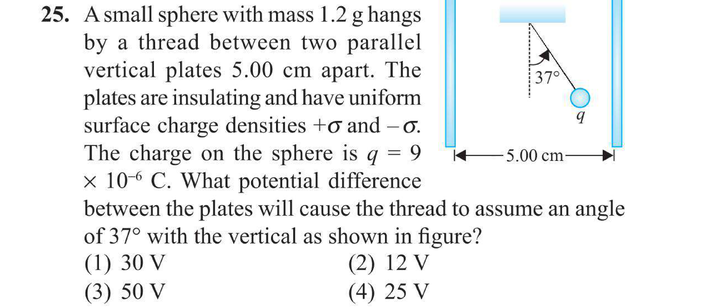 25. A small sphere with mass 1.2 g hangs
by a thread between two parallel
vertical plates 5.00 cm apart. The
plates are insulating and have uniform
surface charge densities +σ and – σ.
The charge on the sphere is q = 9
× 10⁻⁶ C. What potential difference
between the plates will cause the thread to assume an angle
of 37° with the vertical as shown in figure?
(1) 30 V (2) 12 V
(3) 50 V (4) 25 V
37°
q
5.00 cm